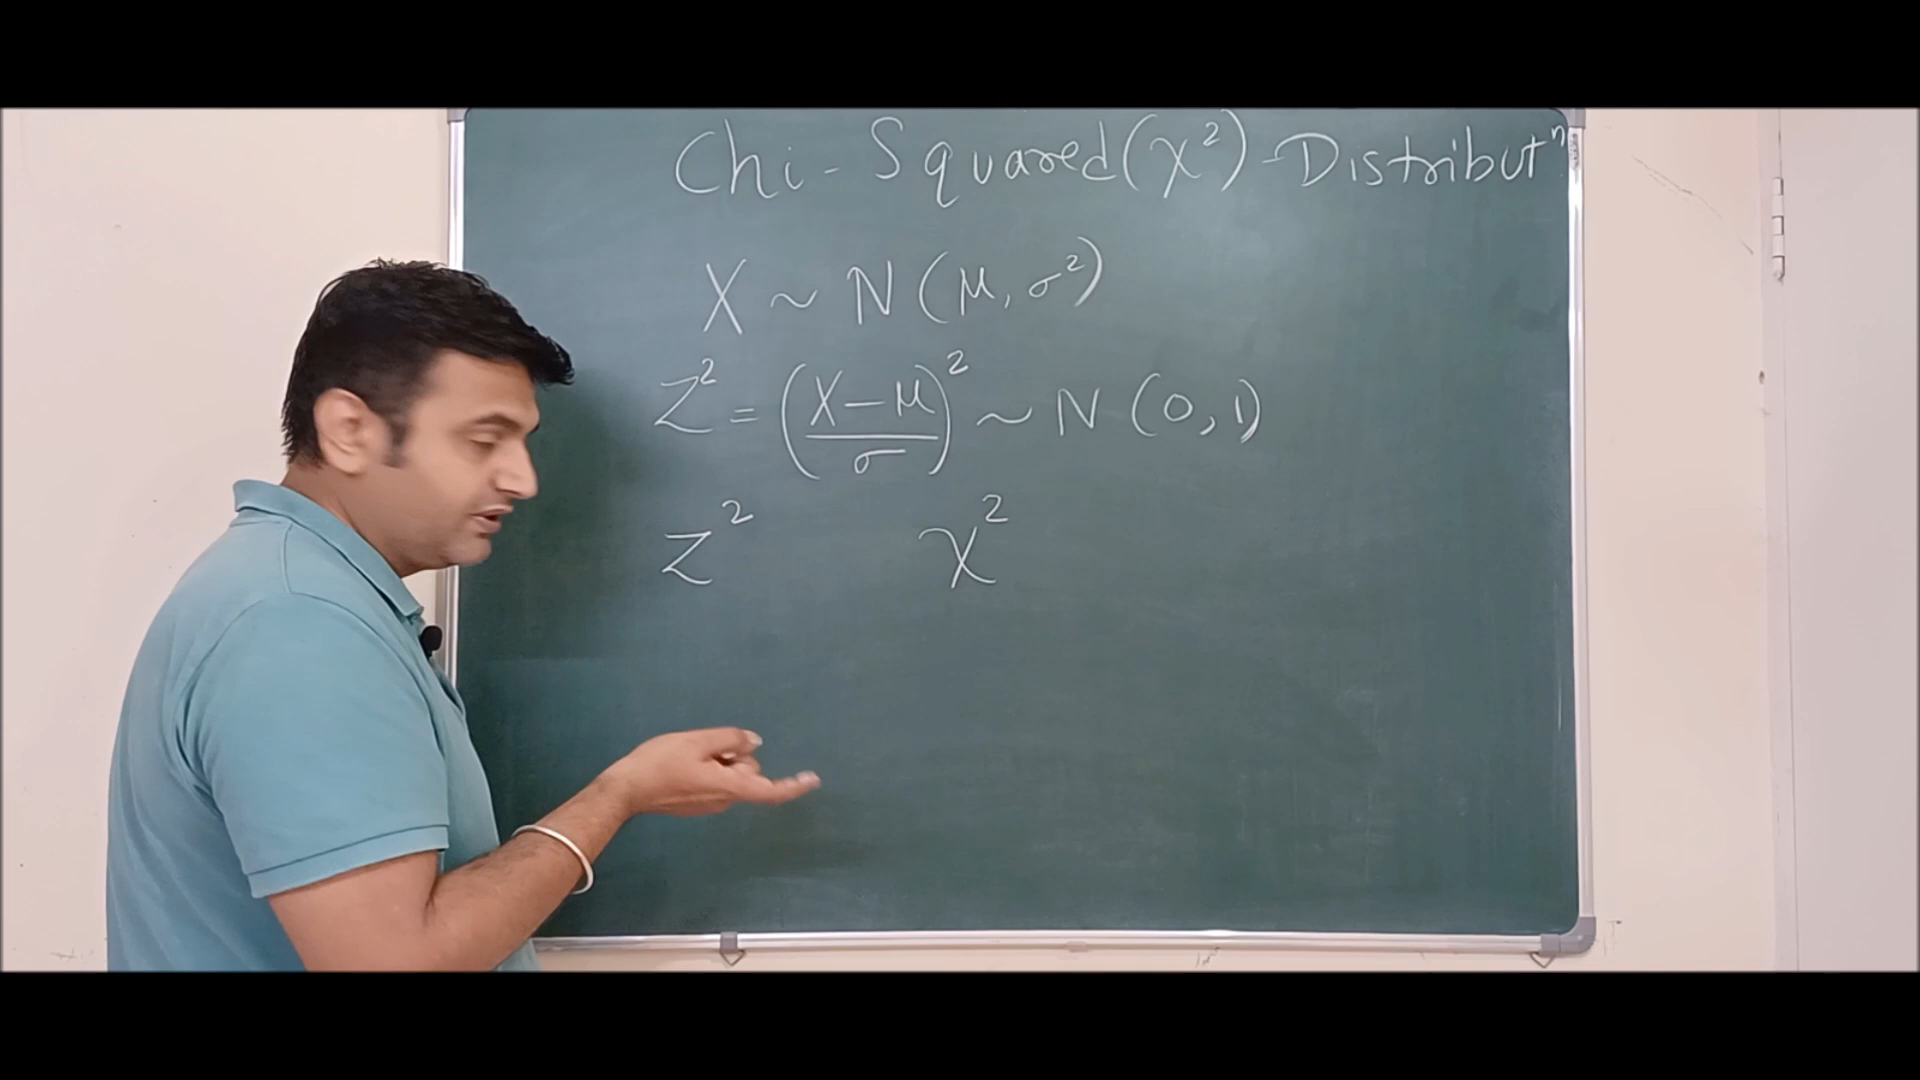 Chi-Squared(χ²)-Distributⁿ
X ~ N(μ, σ²)
Z² = ((X-μ)/σ)² ~ N(0,1)
Z² χ²